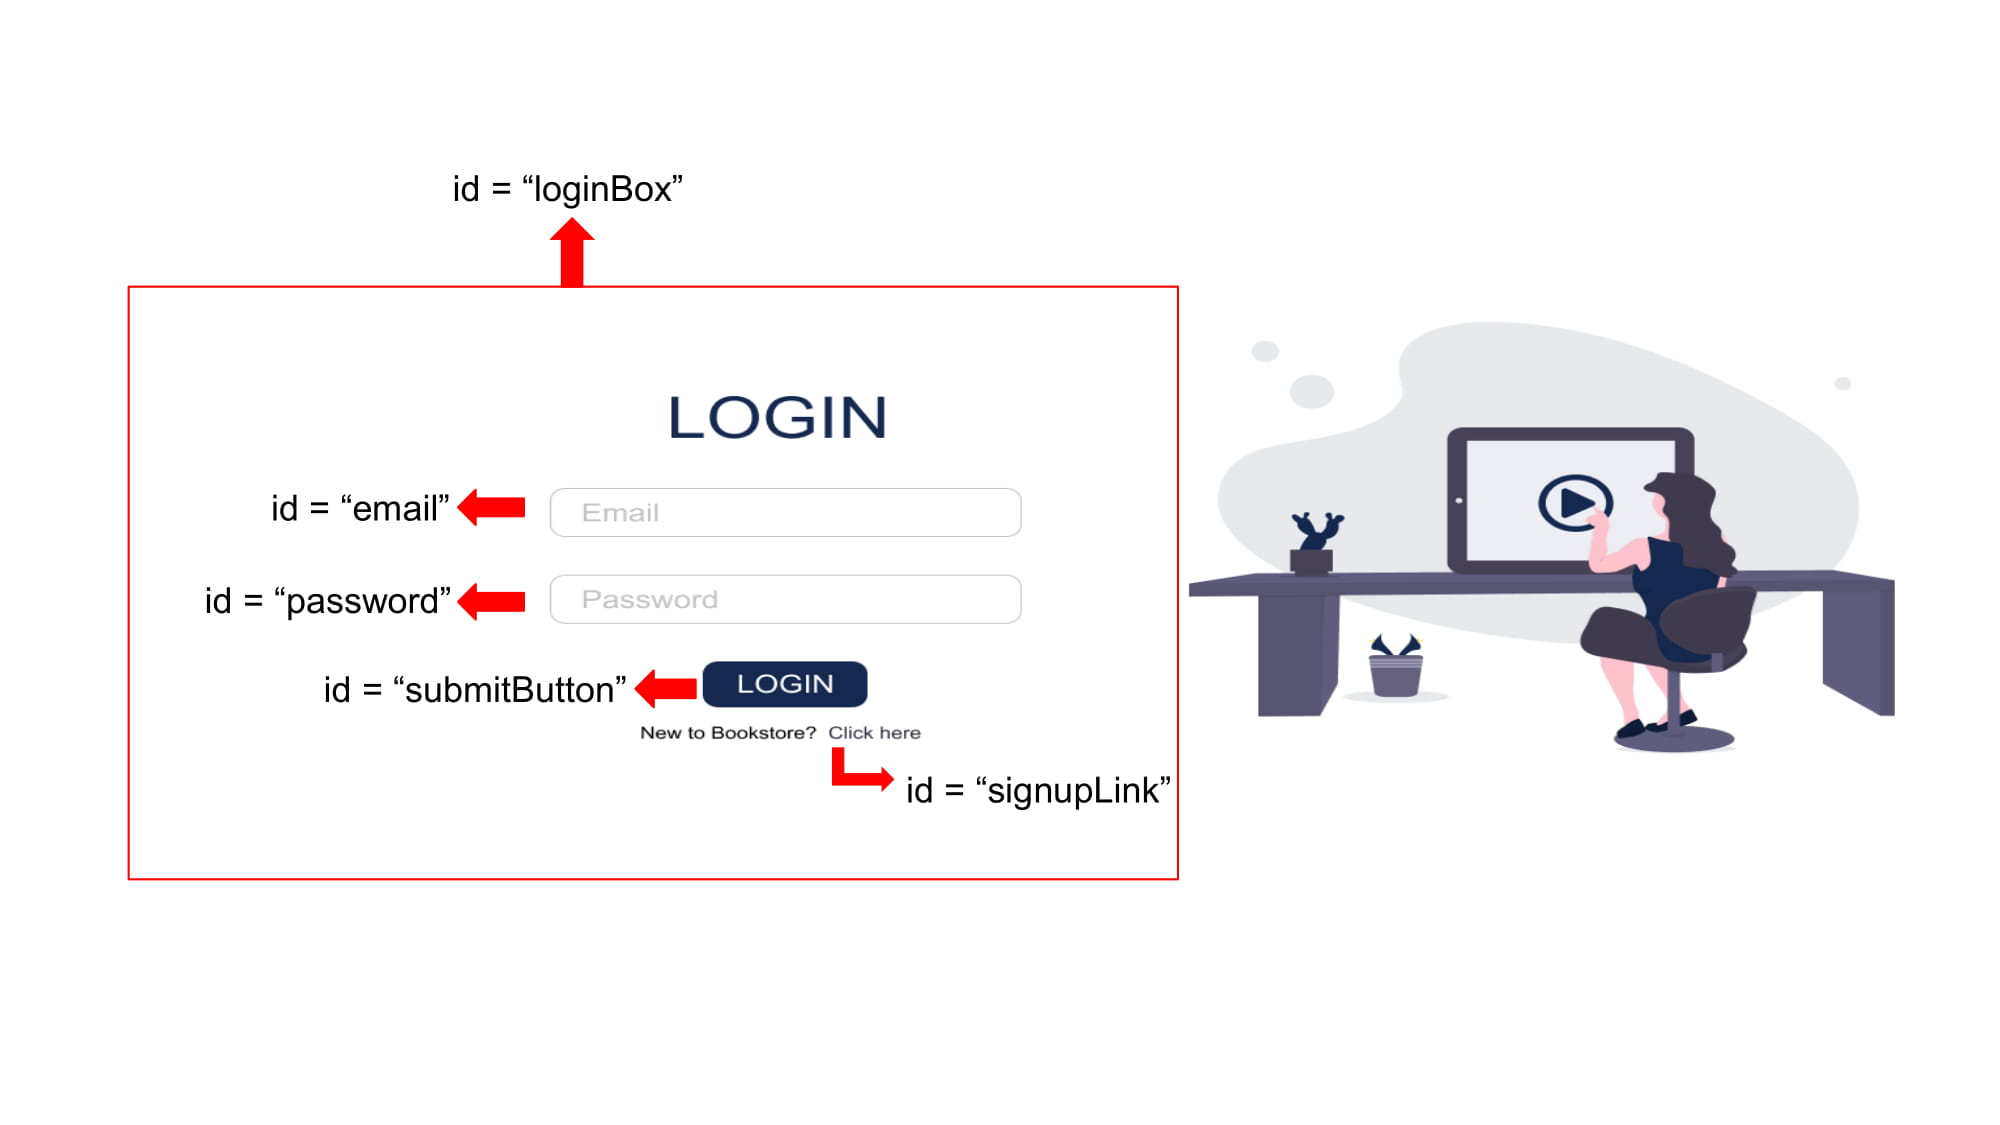 id = “loginBox”
LOGIN
id = “email”
Email
id = “password”
Password
id = “submitButton”
LOGIN
New to Bookstore? Click here
id = “signupLink”